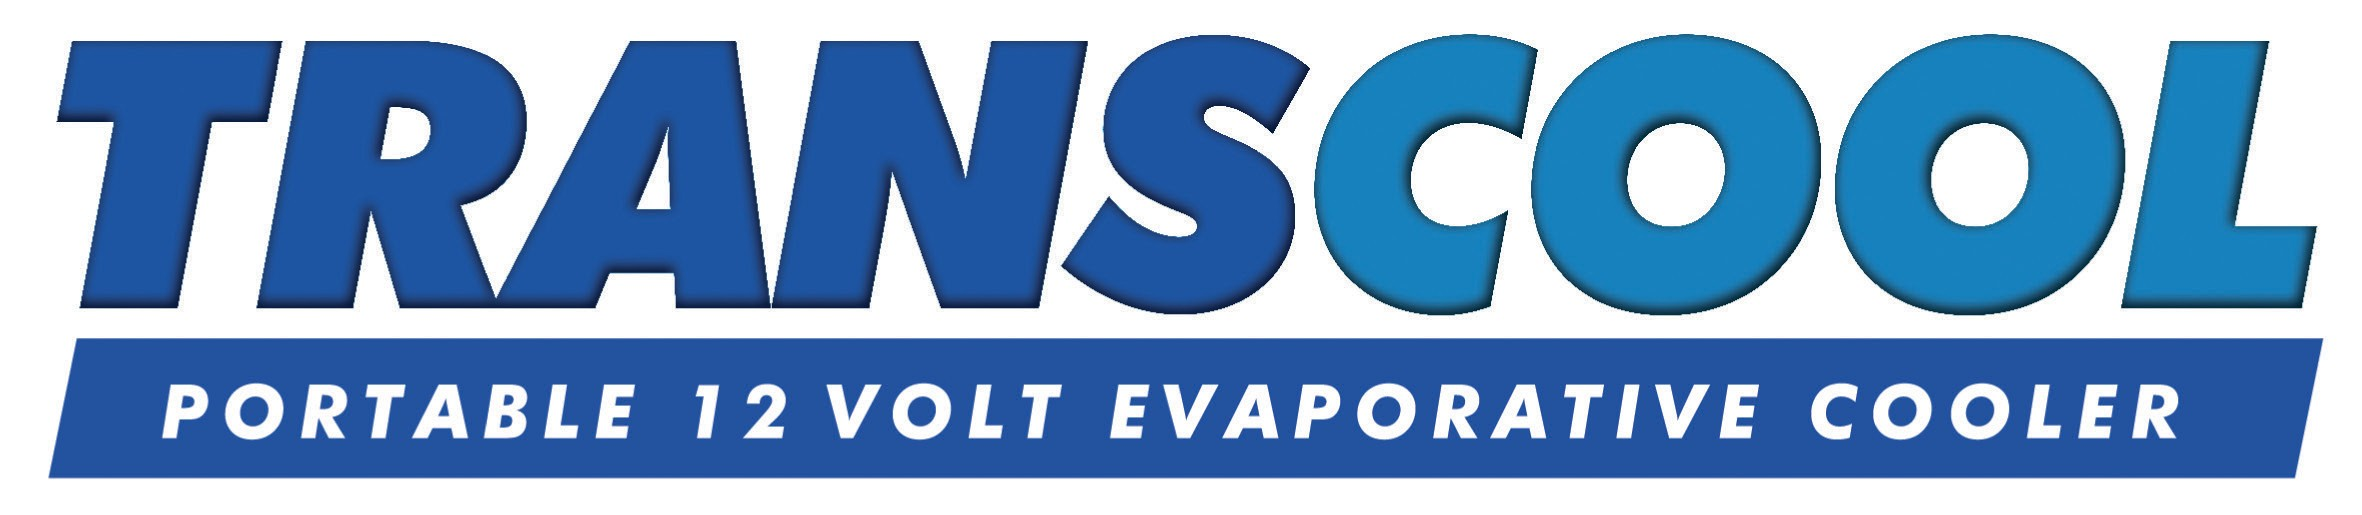 TRANSCOOL
PORTABLE 12 VOLT EVAPORATIVE COOLER